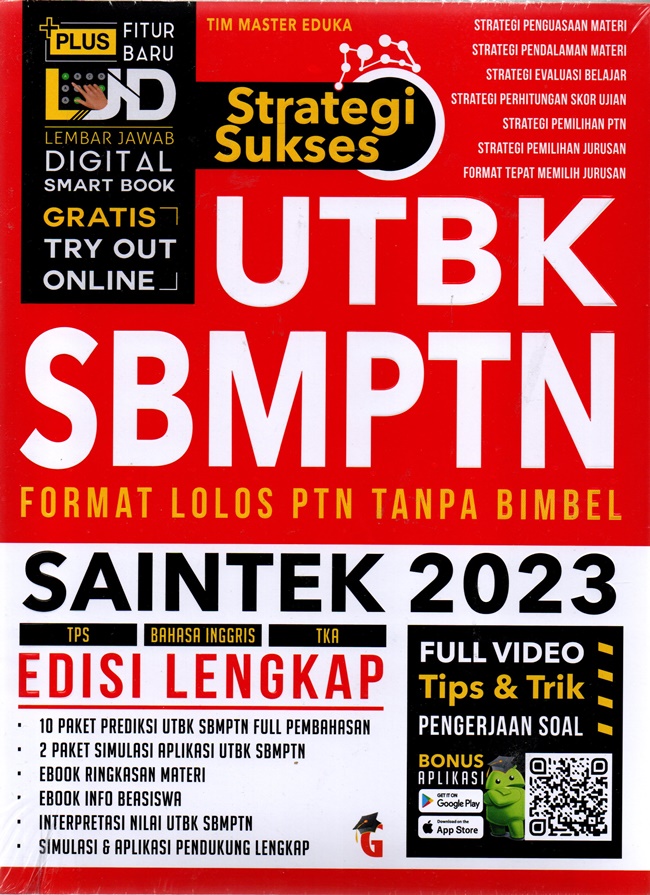 +PLUS
FITUR
BARU
LJD
LEMBAR JAWAB
DIGITAL
SMART BOOK
GRATIS
TRY OUT
ONLINE
TIM MASTER EDUKA
STRATEGI PENGUASAAN MATERI
STRATEGI PENDALAMAN MATERI
STRATEGI EVALUASI BELAJAR
STRATEGI PERHITUNGAN SKOR UJIAN
STRATEGI PEMILIHAN PTN
STRATEGI PEMILIHAN JURUSAN
FORMAT TEPAT MEMILIH JURUSAN
Strategi
Sukses
UTBK
SBMPTN
FORMAT LOLOS PTN TANPA BIMBEL
SAINTEK 2023
TPS
BAHASA INGGRIS
TKA
EDISI LENGKAP
• 10 PAKET PREDIKSI UTBK SBMPTN FULL PEMBAHASAN
• 2 PAKET SIMULASI APLIKASI UTBK SBMPTN
• EBOOK RINGKASAN MATERI
• EBOOK INFO BEASISWA
• INTERPRETASI NILAI UTBK SBMPTN
• SIMULASI & APLIKASI PENDUKUNG LENGKAP
G
FULL VIDEO
Tips & Trik
PENGERJAAN SOAL
BONUS
APLIKASI
GET IT ON
Google Play
Download on the
App Store